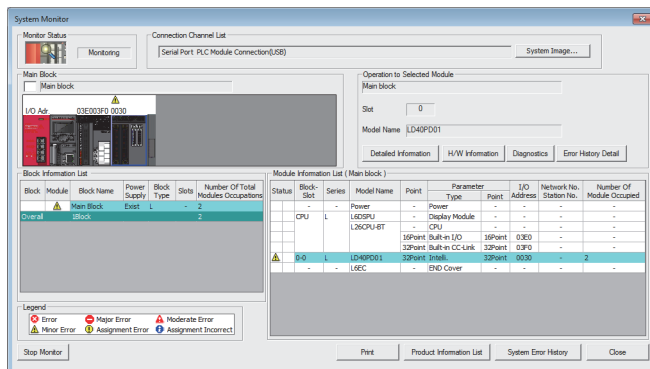 System Monitor
Monitor Status
Monitoring
Connection Channel List
Serial Port PLC Module Connection(USB)
System Image...
Main Block
Main block
I/O Adr. 03E003F0 0030
Operation to Selected Module
Main block
Slot 0
Model Name LD40PD01
Detailed Information H/W Information Diagnostics Error History Detail
Block Information List
Block Module Block Name Power Supply Block Type Slots Number Of Total Modules Occupations
Main Block Exist L - 2
Overall 1Block 2
Module Information List (Main block)
Status Block-Slot Series Model Name Point Parameter Type Point I/O Address Network No. Station No. Number Of Module Occupied
- - Power - Power - - - -
CPU L L6DSPU - Display Module - - - -
L26CPU-BT - CPU - - - -
16Point Built-in I/O 16Point 03E0 - -
32Point Built-in CC-Link 32Point 03F0 - -
0-0 L LD40PD01 32Point Intelli. 32Point 0030 - 2
- - L6EC - END Cover - - - -
Legend
Error Major Error Moderate Error
Minor Error Assignment Error Assignment Incorrect
Stop Monitor Print Product Information List System Error History Close